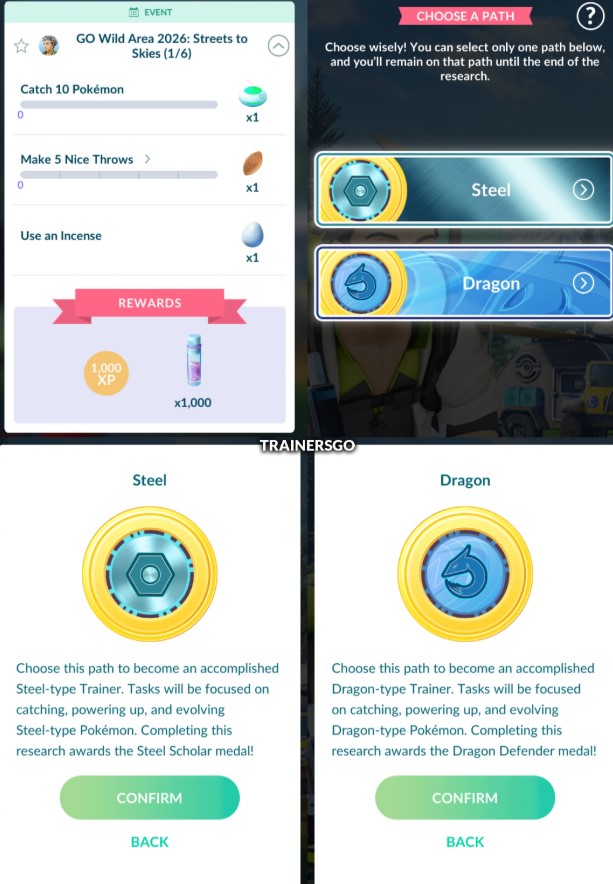 EVENT
GO Wild Area 2026: Streets to
Skies (1/6)
Catch 10 Pokémon
0
x1
Make 5 Nice Throws
0
x1
Use an Incense
x1
REWARDS
1,000
XP
x1,000
CHOOSE A PATH
?
Choose wisely! You can select only one path below,
and you'll remain on that path until the end of the
research.
Steel
Dragon
TRAINERSGO
Steel
Choose this path to become an accomplished
Steel-type Trainer. Tasks will be focused on
catching, powering up, and evolving
Steel-type Pokémon. Completing this
research awards the Steel Scholar medal!
CONFIRM
BACK
Dragon
Choose this path to become an accomplished
Dragon-type Trainer. Tasks will be focused
on catching, powering up, and evolving
Dragon-type Pokémon. Completing this
research awards the Dragon Defender medal!
CONFIRM
BACK